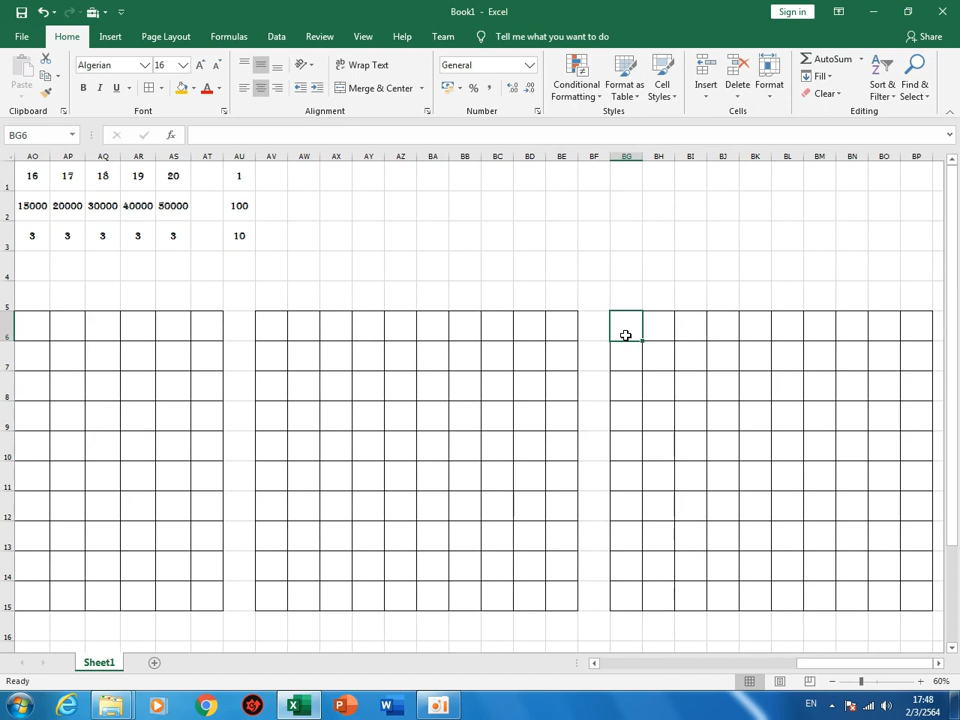 Book1 - Excel
Sign in
File Home Insert Page Layout Formulas Data Review View Help Team Tell me what you want to do Share
Paste
Algerian 16
B I U
A A
Wrap Text
Merge & Center
General
% ,
Conditional Formatting
Format as Table
Cell Styles
Insert Delete Format
AutoSum
Fill
Clear
Sort & Filter
Find & Select
Clipboard Font Alignment Number Styles Cells Editing
BG6 fx
AO AP AQ AR AS AT AU AV AW AX AY AZ BA BB BC BD BE BF BG BH BI BJ BK BL BM BN BO BP
1 16 17 18 19 20 1
2 15000 20000 30000 40000 50000 100
3 3 3 3 3 3 10
4
5
6
7
8
9
10
11
12
13
14
15
16
Sheet1
Ready 60%
EN 17:48
2/3/2564